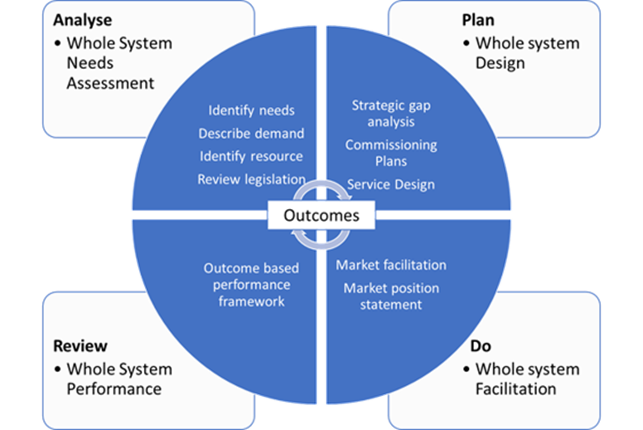 Analyse
• Whole System
Needs
Assessment
Plan
• Whole system
Design
Identify needs
Describe demand
Identify resource
Review legislation
Strategic gap
analysis
Commissioning
Plans
Service Design
Outcomes
Outcome based
performance
framework
Market facilitation
Market position
statement
Review
• Whole System
Performance
Do
• Whole system
Facilitation